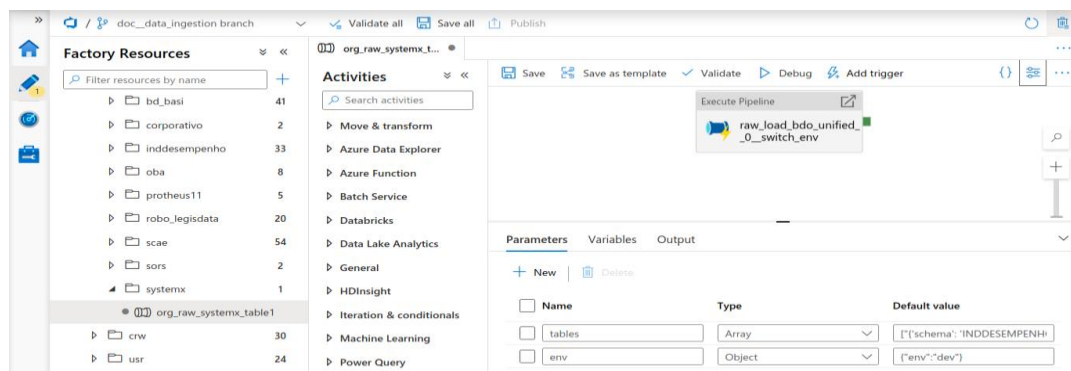 doc__data_ingestion branch
Validate all
Save all
Publish
Factory Resources
Filter resources by name
bd_basi 41
corporativo 2
inddesempenho 33
oba 8
protheus11 5
robo_legisdata 20
scae 54
sors 2
systemx 1
org_raw_systemx_table1
crw 30
usr 24
1
org_raw_systemx_t...
Activities
Search activities
Move & transform
Azure Data Explorer
Azure Function
Batch Service
Databricks
Data Lake Analytics
General
HDInsight
Iteration & conditionals
Machine Learning
Power Query
Save
Save as template
Validate
Debug
Add trigger
Execute Pipeline
raw_load_bdo_unified_
_0__switch_env
Parameters Variables Output
New
Delete
Name Type Default value
tables Array ["{'schema': 'INDDESEMPENH
env Object {"env":"dev"}